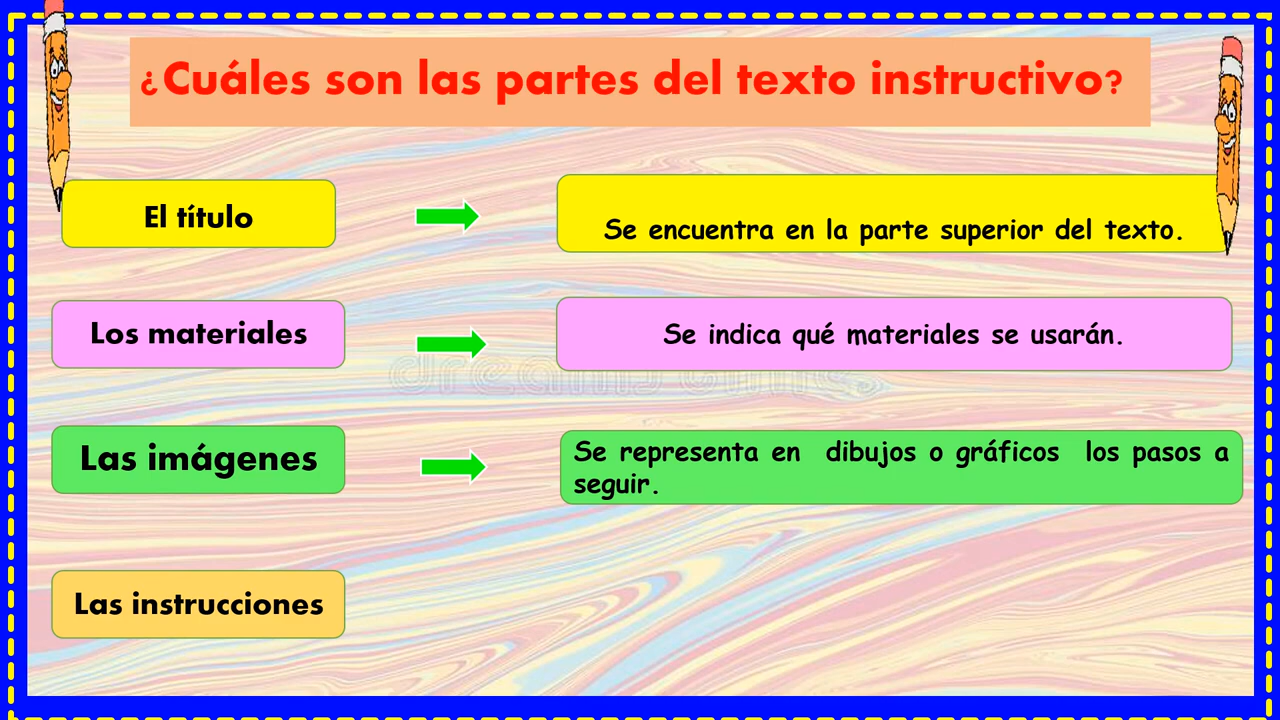 ¿Cuáles son las partes del texto instructivo?
El título
Se encuentra en la parte superior del texto.
Los materiales
Se indica qué materiales se usarán.
dreamstime
Las imágenes
Se representa en dibujos o gráficos los pasos a
seguir.
Las instrucciones